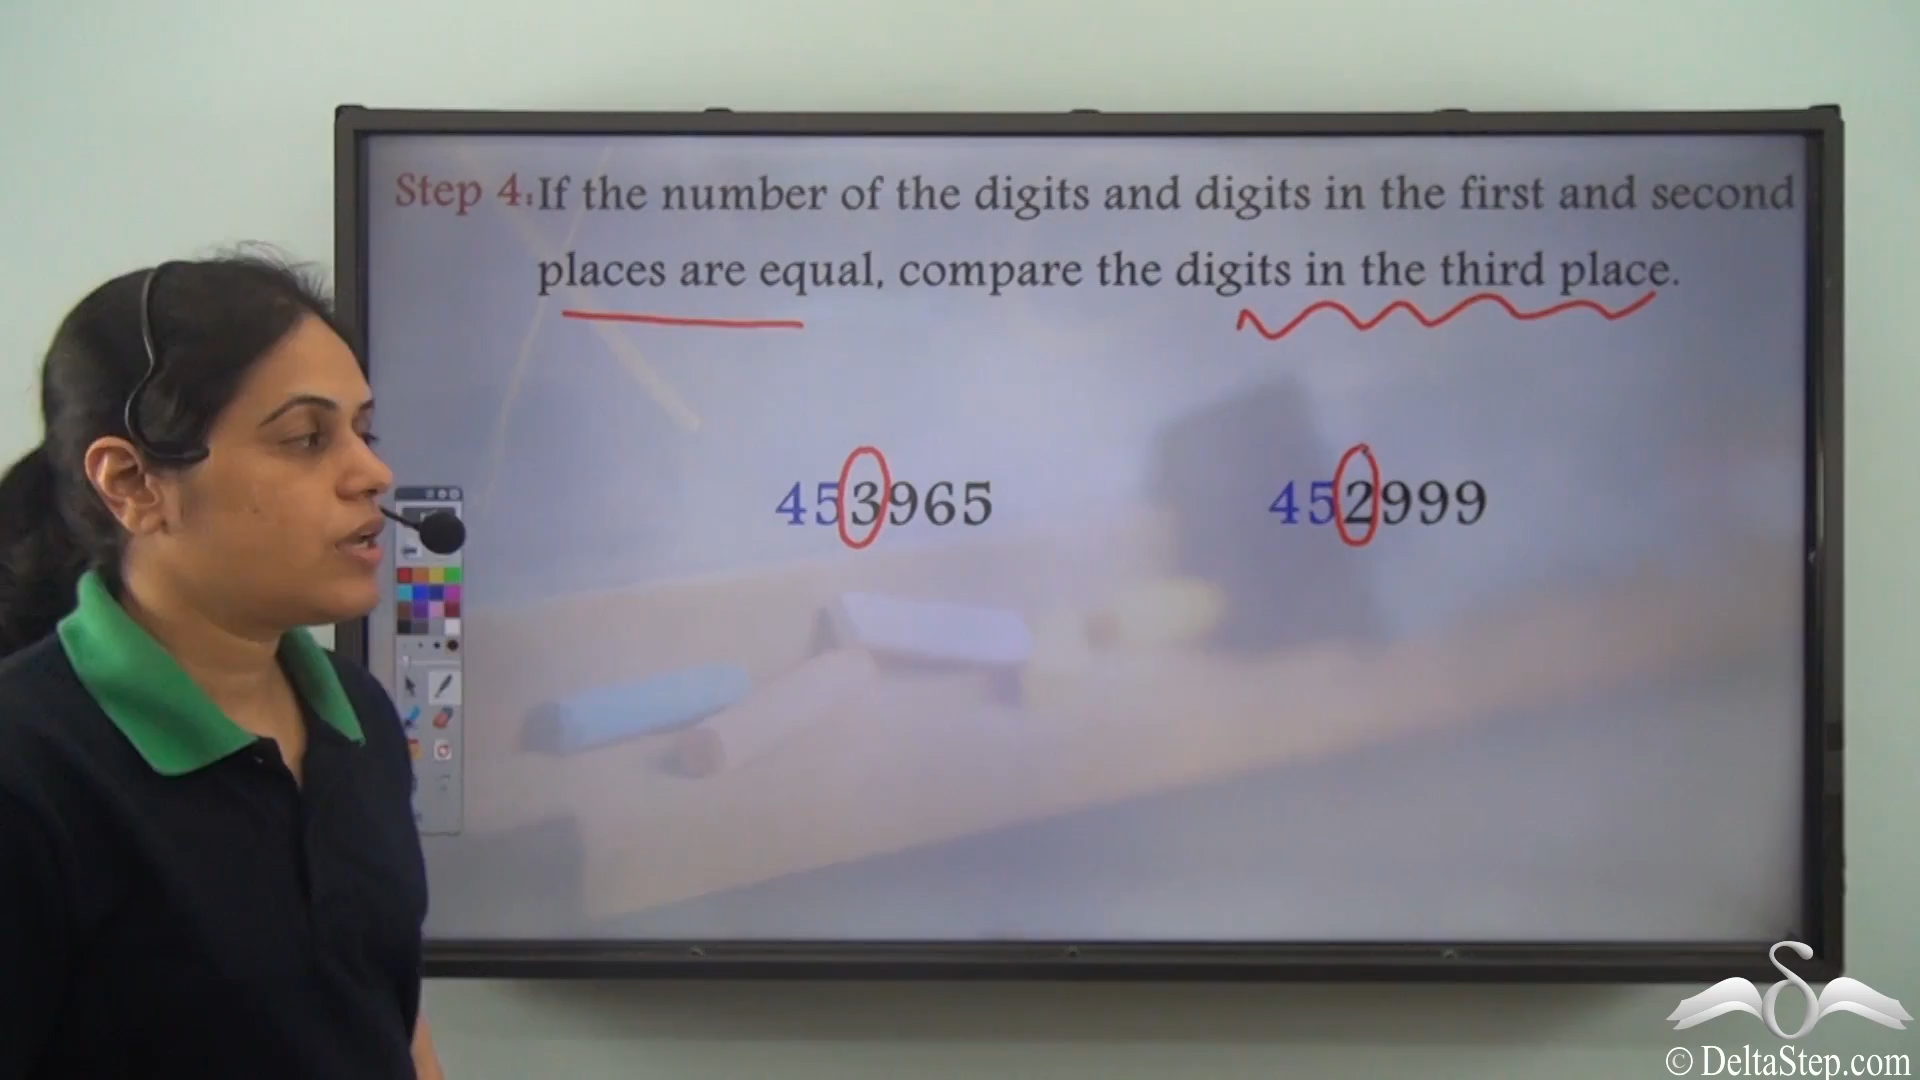 Step 4: If the number of the digits and digits in the first and second
places are equal, compare the digits in the third place.
453965 452999
© DeltaStep.com